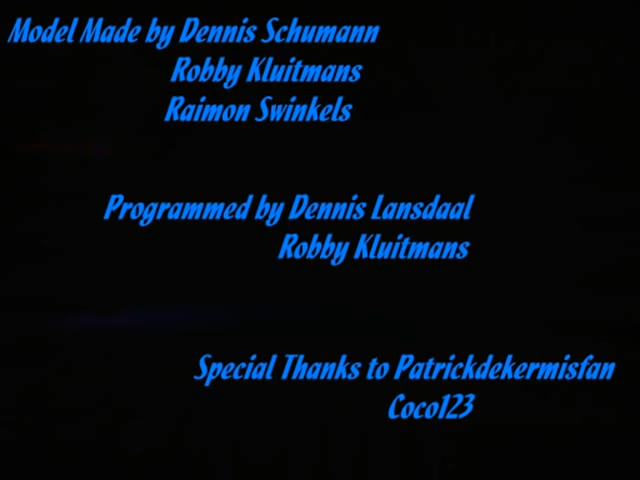 Model Made by Dennis Schumann
Robby Kluitmans
Raimon Swinkels
Programmed by Dennis Lansdaal
Robby Kluitmans
Special Thanks to Patrickdekermisfan
Coco123